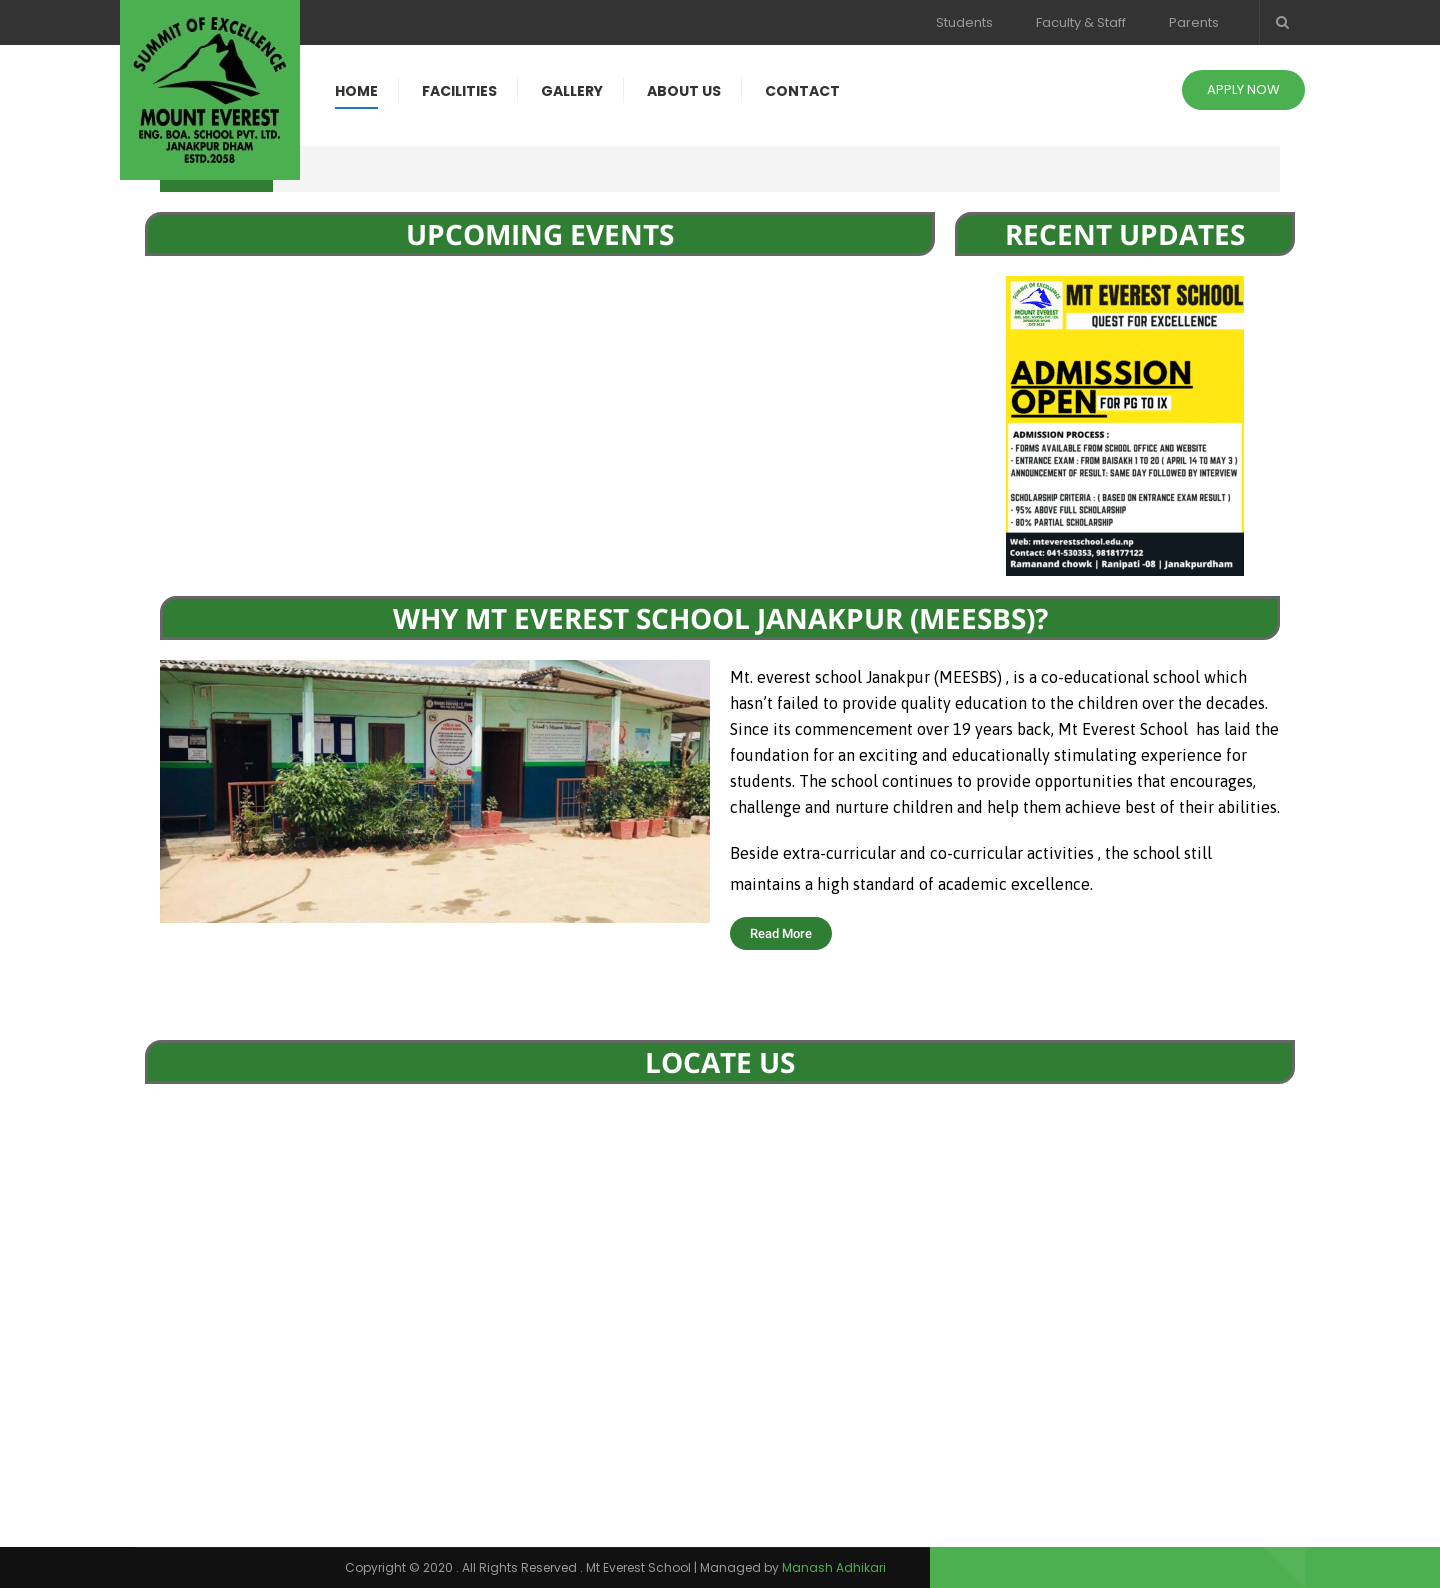 Students
Faculty & Staff
Parents
SUMMIT OF EXCELLENCE
MOUNT EVEREST
ENG. BOA. SCHOOL PVT. LTD.
JANAKPUR DHAM
ESTD.2058
HOME
FACILITIES
GALLERY
ABOUT US
CONTACT
APPLY NOW
UPCOMING EVENTS
RECENT UPDATES
SUMMIT OF EXCELLENCE
MOUNT EVEREST
MT EVEREST SCHOOL
QUEST FOR EXCELLENCE
ADMISSION
OPEN FOR PG TO IX
ADMISSION PROCESS :
- FORMS AVAILABLE FROM SCHOOL OFFICE AND WEBSITE
- ENTRANCE EXAM : FROM BAISAKH 1 TO 20 ( APRIL 14 TO MAY 3 )
ANNOUNCEMENT OF RESULT: SAME DAY FOLLOWED BY INTERVIEW
SCHOLARSHIP CRITERIA : ( BASED ON ENTRANCE EXAM RESULT )
- 95% ABOVE FULL SCHOLARSHIP
- 80% PARTIAL SCHOLARSHIP
Web: mteverestschool.edu.np
Contact: 041-530353, 9818177122
Ramanand chowk | Ranipati -08 | Janakpurdham
WHY MT EVEREST SCHOOL JANAKPUR (MEESBS)?
Mt. everest school Janakpur (MEESBS) , is a co-educational school which
hasn’t failed to provide quality education to the children over the decades.
Since its commencement over 19 years back, Mt Everest School has laid the
foundation for an exciting and educationally stimulating experience for
students. The school continues to provide opportunities that encourages,
challenge and nurture children and help them achieve best of their abilities.
Beside extra-curricular and co-curricular activities , the school still
maintains a high standard of academic excellence.
Read More
LOCATE US
Copyright © 2020 . All Rights Reserved . Mt Everest School | Managed by Manash Adhikari